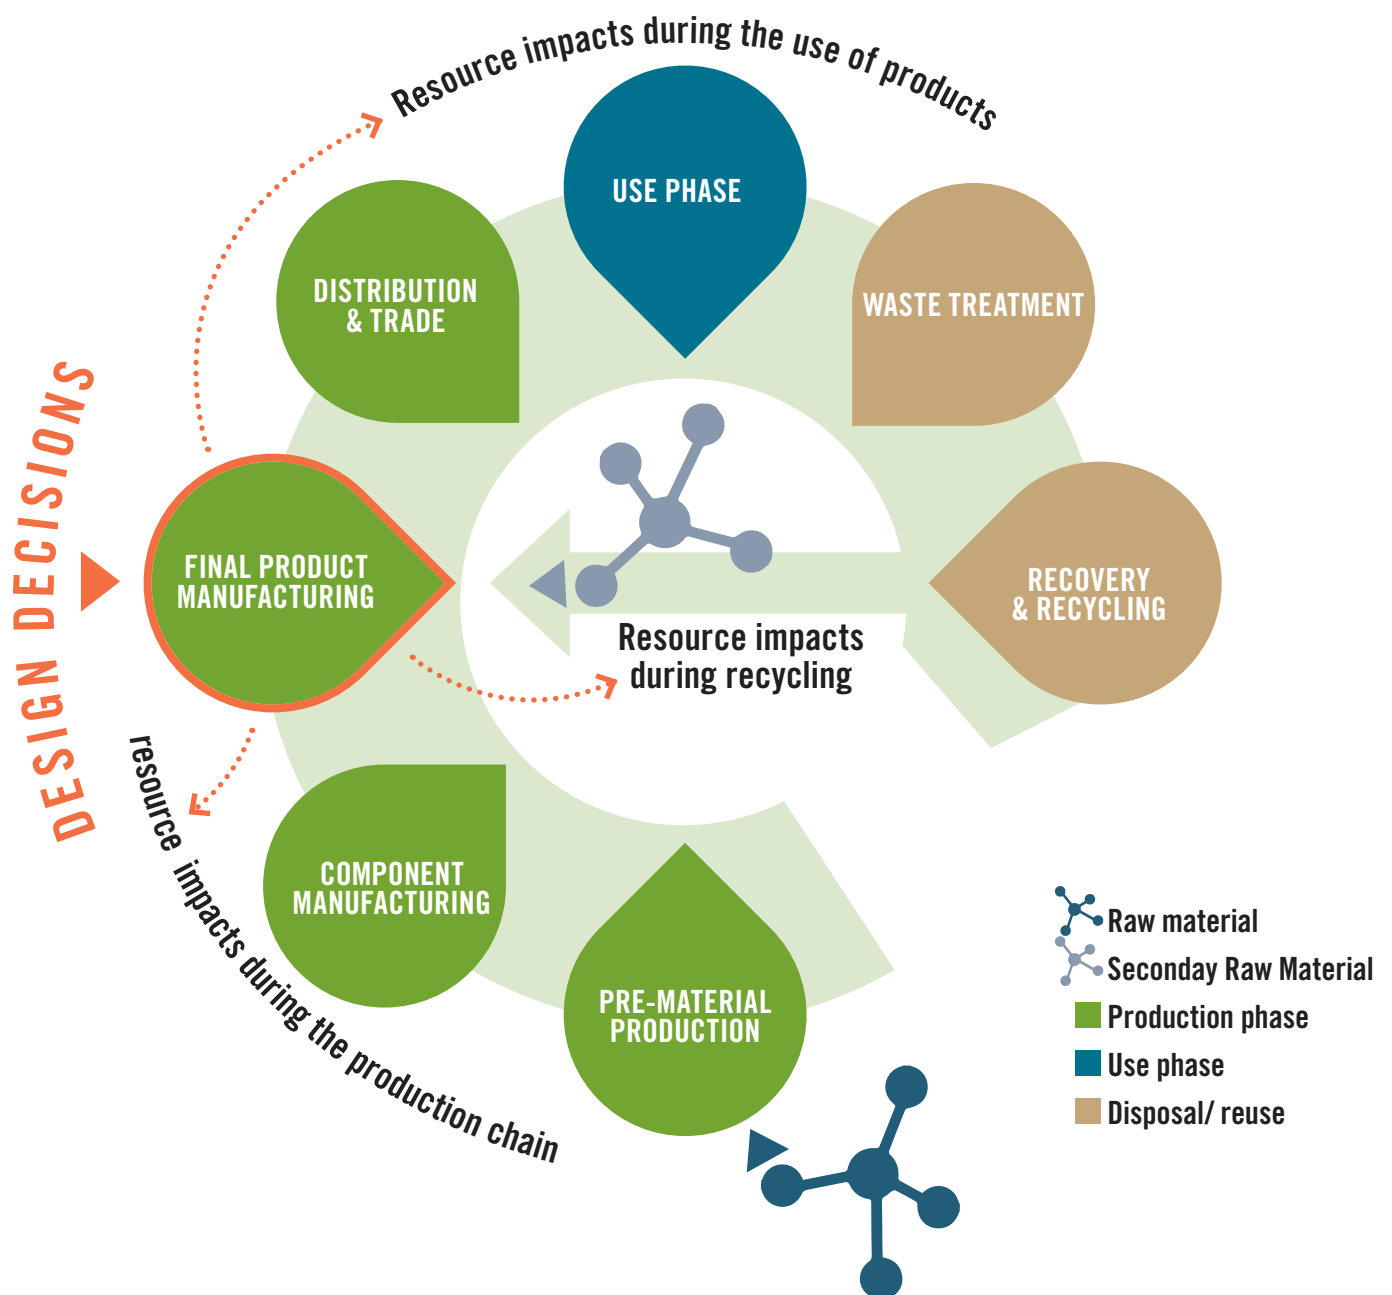 Resource impacts during the use of products
USE PHASE
DISTRIBUTION
& TRADE
WASTE TREATMENT
DESIGN DECISIONS
FINAL PRODUCT
MANUFACTURING
RECOVERY
& RECYCLING
Resource impacts
during recycling
resource impacts during the production chain
COMPONENT
MANUFACTURING
PRE-MATERIAL
PRODUCTION
Raw material
Seconday Raw Material
Production phase
Use phase
Disposal/ reuse